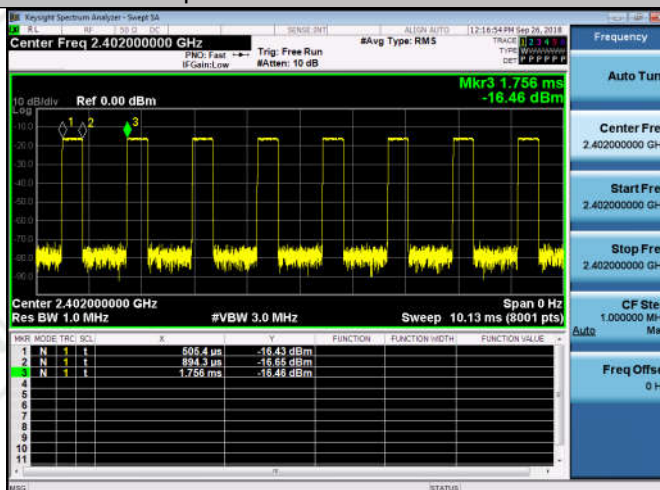 Keysight Spectrum Analyzer - Swept SA
RL RF 50 Ω DC SENSE:INT ALIGN AUTO 12:16:54 PM Sep 26, 2018
Center Freq 2.402000000 GHz
PNO: Fast
IFGain:Low
Trig: Free Run
#Atten: 10 dB
#Avg Type: RMS
TRACE 1 2 3 4 5 6
TYPE
DET P P P P P P
Mkr3 1.756 ms
-16.46 dBm
10 dB/div Ref 0.00 dBm
Log
-10.0
-20.0
-30.0
-40.0
-50.0
-60.0
-70.0
-80.0
-90.0
1 2 3
Center 2.402000000 GHz Span 0 Hz
Res BW 1.0 MHz #VBW 3.0 MHz Sweep 10.13 ms (8001 pts)
MKR MODE TRC SCL X Y FUNCTION FUNCTION WIDTH FUNCTION VALUE
1 N 1 t 505.4 µs -16.43 dBm
2 N 1 t 894.3 µs -16.65 dBm
3 N 1 t 1.756 ms -16.46 dBm
4
5
6
7
8
9
10
11
MSG STATUS
Frequency
Auto Tun
Center Fre
2.402000000 GH
Start Fre
2.402000000 GH
Stop Fre
2.402000000 GH
CF Ste
1.000000 MH
Auto Ma
Freq Offse
0 H